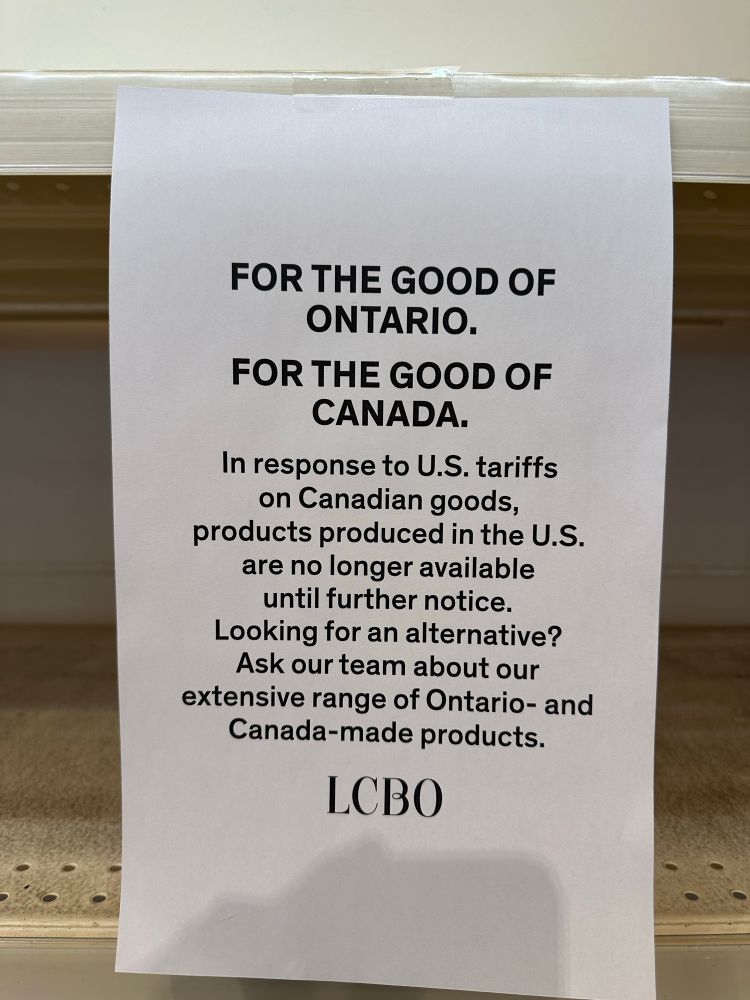 FOR THE GOOD OF
ONTARIO.
FOR THE GOOD OF
CANADA.
In response to U.S. tariffs
on Canadian goods,
products produced in the U.S.
are no longer available
until further notice.
Looking for an alternative?
Ask our team about our
extensive range of Ontario- and
Canada-made products.
LCBO